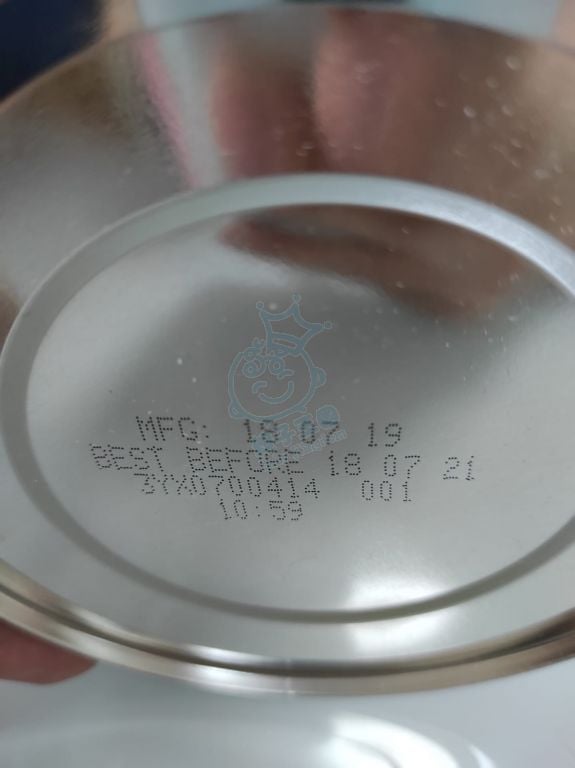 MFG: 18 07 19
BEST BEFORE 18 07 21
3YX0700414 001
10:59